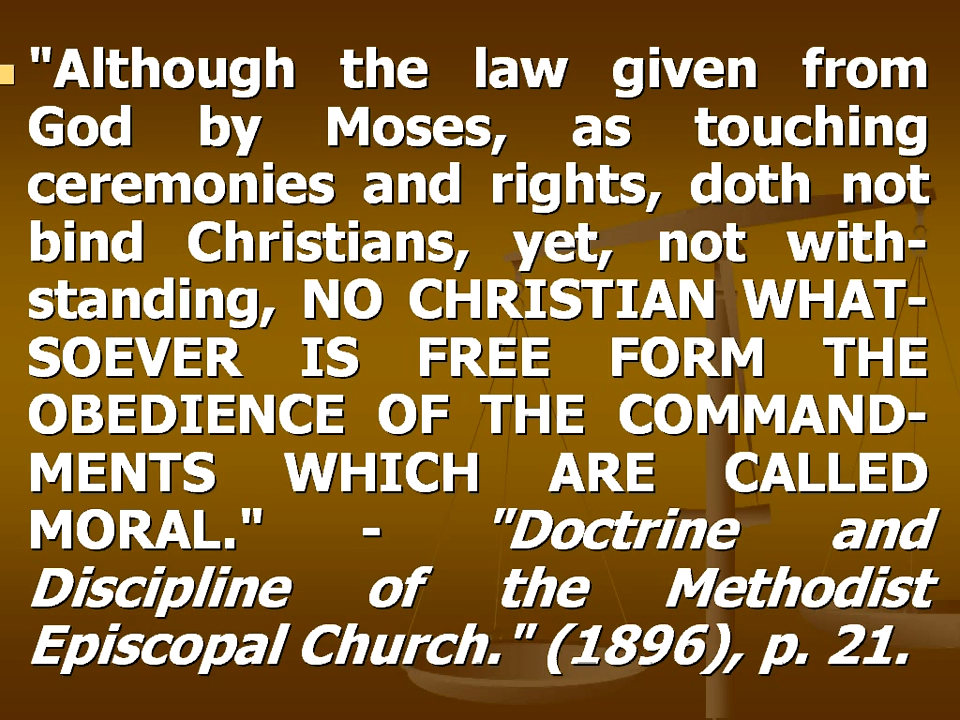 "Although the law given from
God by Moses, as touching
ceremonies and rights, doth not
bind Christians, yet, not with-
standing, NO CHRISTIAN WHAT-
SOEVER IS FREE FORM THE
OBEDIENCE OF THE COMMAND-
MENTS WHICH ARE CALLED
MORAL." - "Doctrine and
Discipline of the Methodist
Episcopal Church." (1896), p. 21.